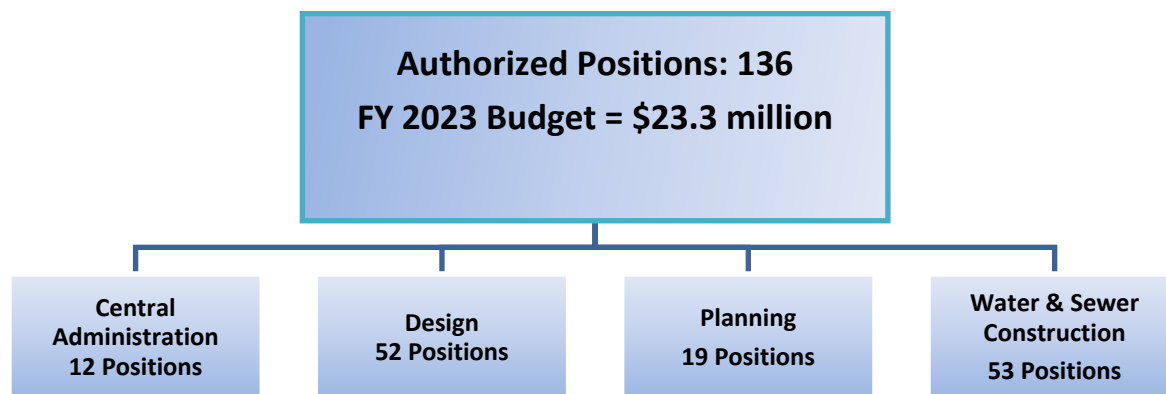 Authorized Positions: 136
FY 2023 Budget = $23.3 million
Central
Administration
12 Positions
Design
52 Positions
Planning
19 Positions
Water & Sewer
Construction
53 Positions